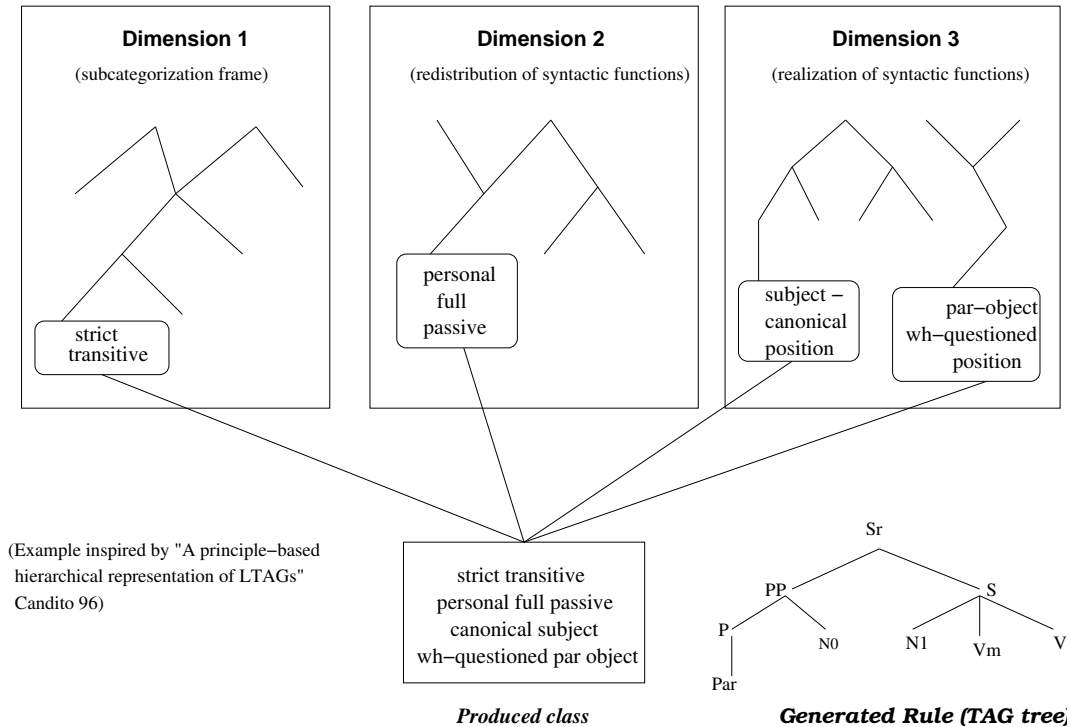 Dimension 1
(subcategorization frame)
strict
transitive
Dimension 2
(redistribution of syntactic functions)
personal
full
passive
Dimension 3
(realization of syntactic functions)
subject −
canonical
position
par−object
wh−questioned
position
(Example inspired by "A principle−based
hierarchical representation of LTAGs"
Candito 96)
strict transitive
personal full passive
canonical subject
wh−questioned par object
Produced class
Sr
PP S
P N0 N1 Vm V
Par
Generated Rule (TAG tree)